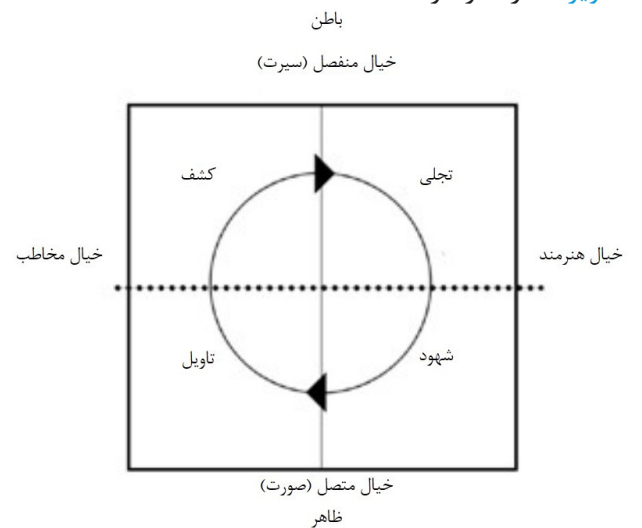 باطن
خیال منفصل (سیرت)
تجلی
کشف
خیال هنرمند
خیال مخاطب
شهود
تاویل
خیال متصل (صورت)
ظاهر